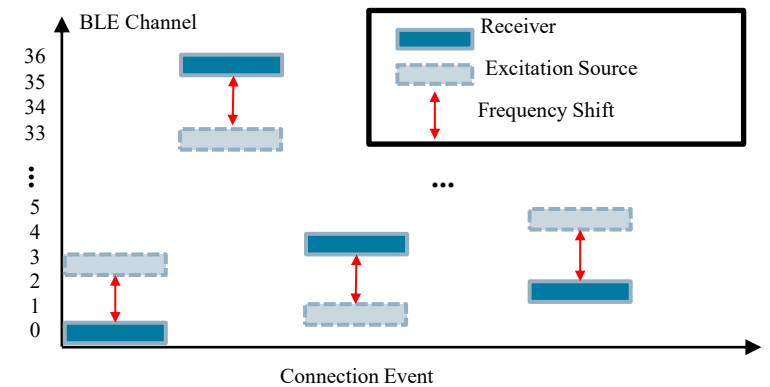 BLE Channel
Receiver
Excitation Source
Frequency Shift
36
35
34
33
...
...
5
4
3
2
1
0
Connection Event